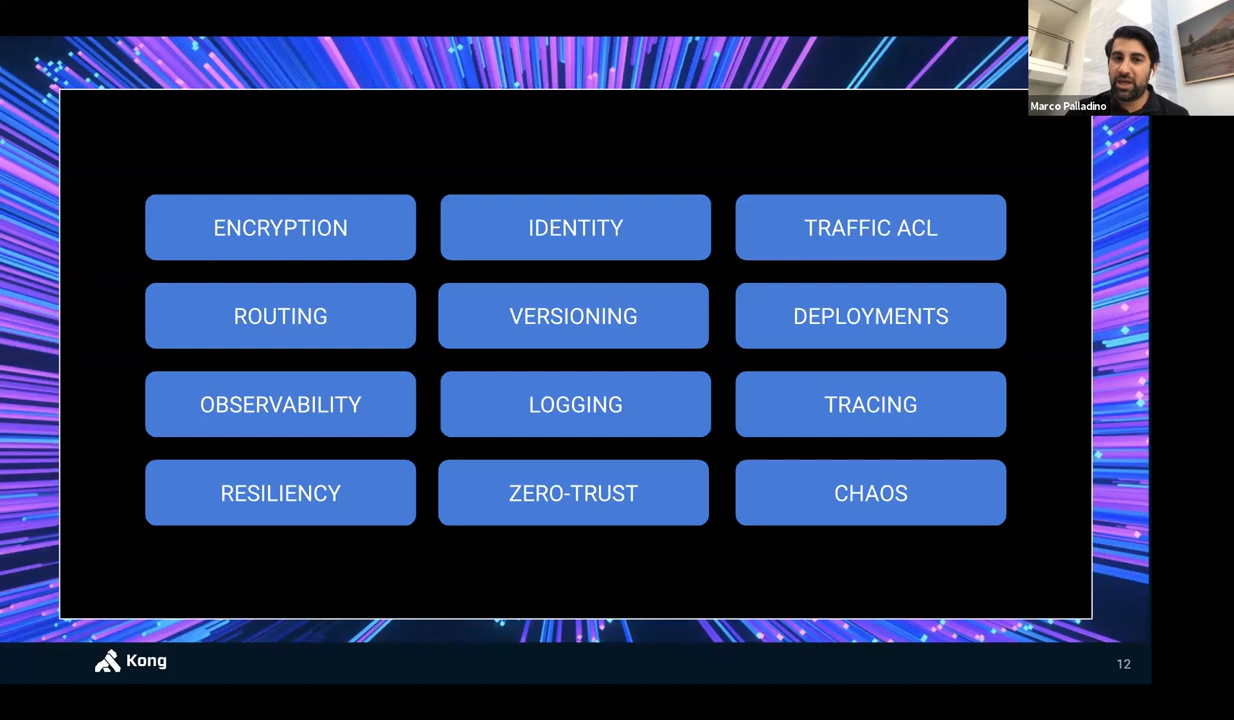 Marco Palladino
ENCRYPTION
IDENTITY
TRAFFIC ACL
ROUTING
VERSIONING
DEPLOYMENTS
OBSERVABILITY
LOGGING
TRACING
RESILIENCY
ZERO-TRUST
CHAOS
Kong
12